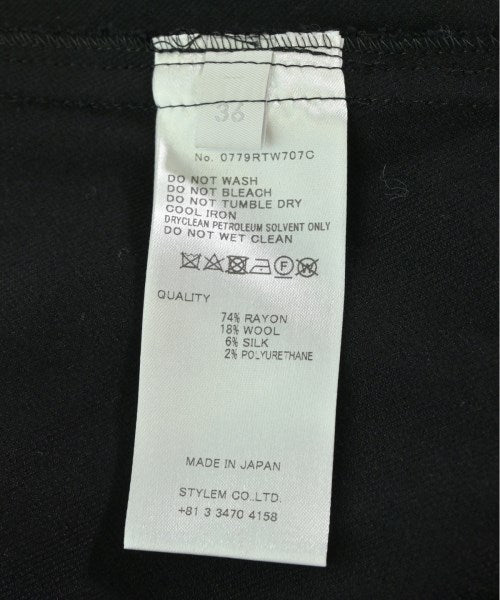 36
No. 0779RTW707C
DO NOT WASH
DO NOT BLEACH
DO NOT TUMBLE DRY
COOL IRON
DRYCLEAN PETROLEUM SOLVENT ONLY
DO NOT WET CLEAN
F W
QUALITY
74% RAYON
18% WOOL
6% SILK
2% POLYURETHANE
MADE IN JAPAN
STYLEM CO.,LTD.
+81 3 3470 4158